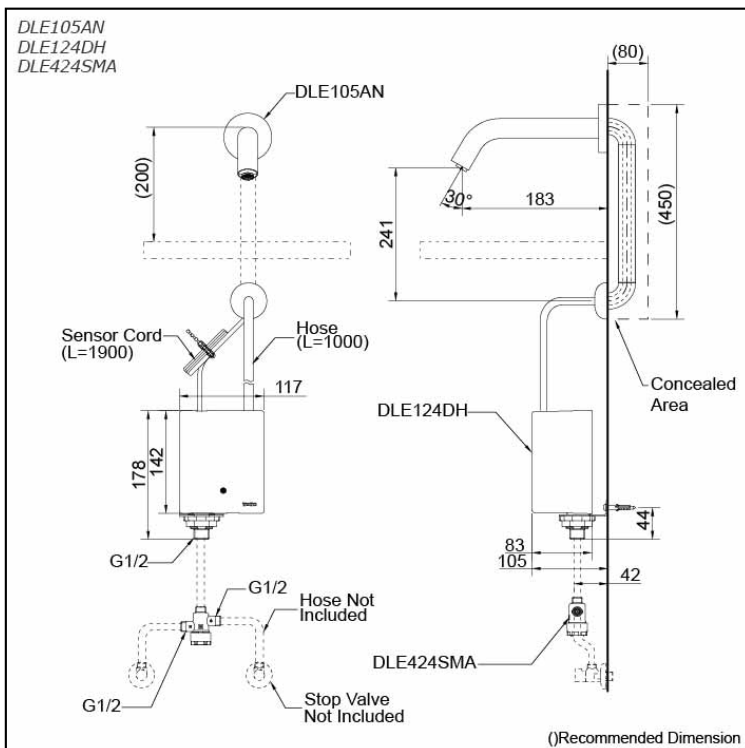 DLE105AN
DLE124DH
DLE424SMA
(80)
DLE105AN
(200)
30°
183
241
(450)
Sensor Cord
(L=1900)
Hose
(L=1000)
117
Concealed
Area
DLE124DH
178
142
44
83
105
42
G1/2
G1/2
Hose Not
Included
DLE424SMA
G1/2
Stop Valve
Not Included
()Recommended Dimension